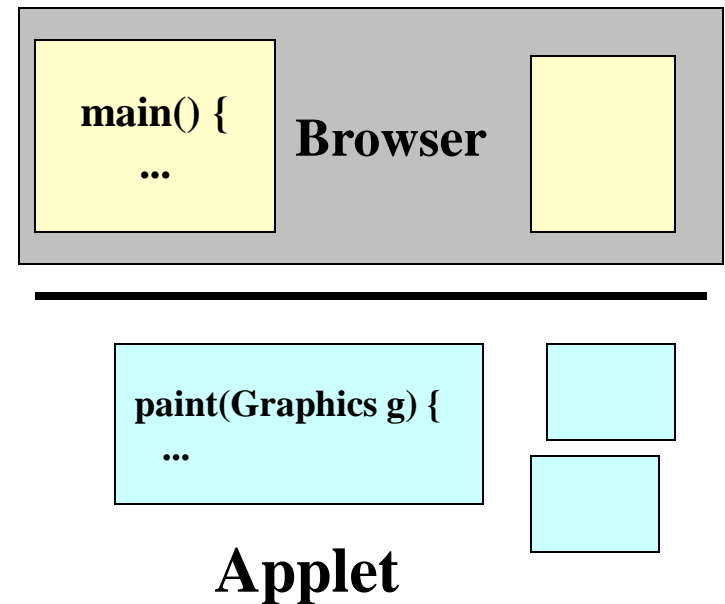 main() {
...
Browser
paint(Graphics g) {
...
Applet